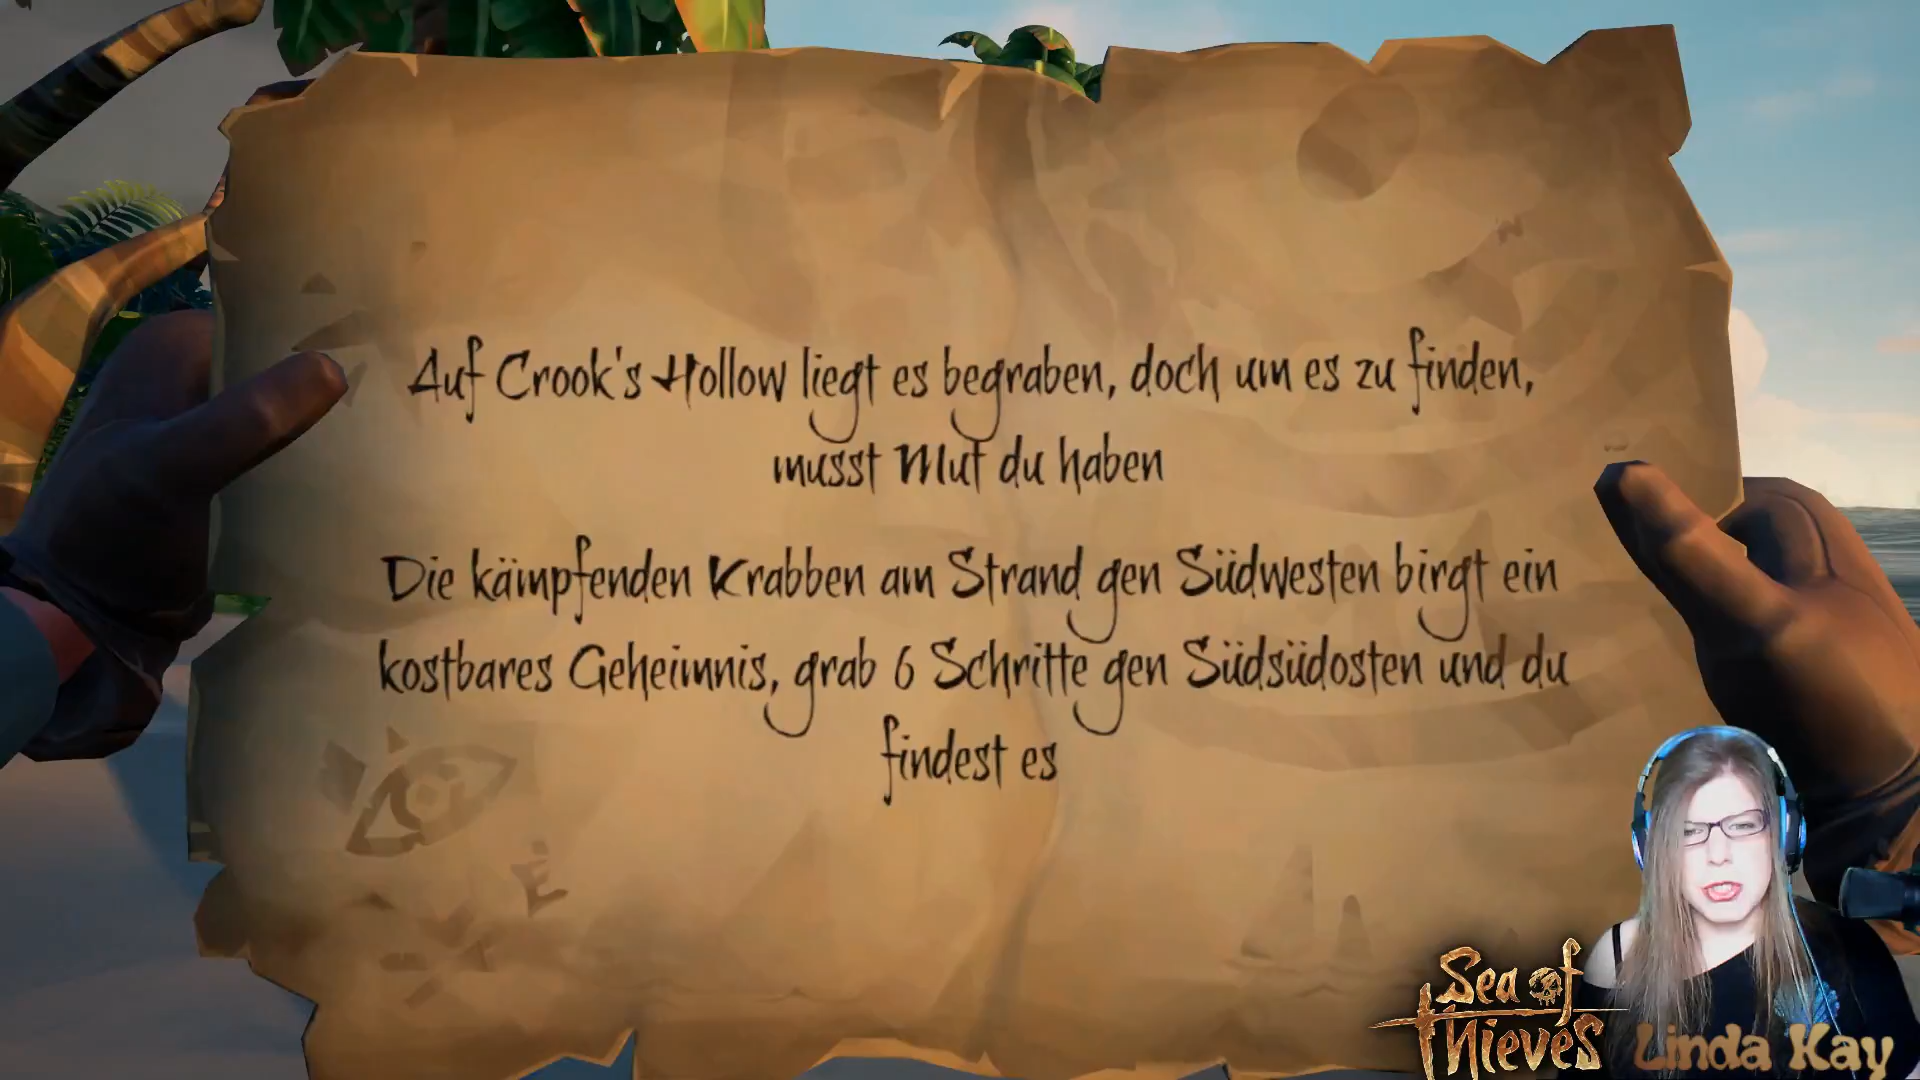 Auf Crook's Hollow liegt es begraben, doch um es zu finden,
musst Mut du haben
Die kämpfenden Krabben am Strand gen Südwesten birgt ein
kostbares Geheimnis, grab 6 Schritte gen Südsüdosten und du
findest es
Sea of
Thieves
Linda Kay